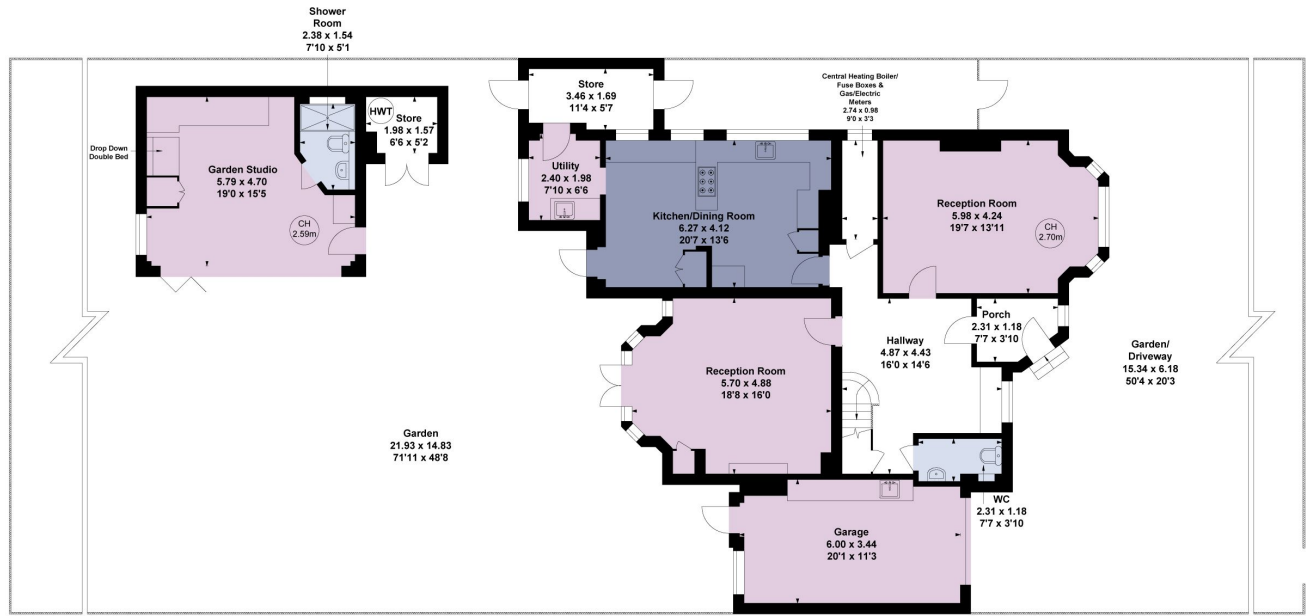 Shower
Room
2.38 x 1.54
7'10 x 5'1
HWT
Store
1.98 x 1.57
6'6 x 5'2
Drop Down
Double Bed
Garden Studio
5.79 x 4.70
19'0 x 15'5
CH
2.59m
Store
3.46 x 1.69
11'4 x 5'7
Utility
2.40 x 1.98
7'10 x 6'6
Kitchen/Dining Room
6.27 x 4.12
20'7 x 13'6
Central Heating Boiler/
Fuse Boxes &
Gas/Electric
Meters
2.74 x 0.98
9'0 x 3'3
Reception Room
5.98 x 4.24
19'7 x 13'11
CH
2.70m
Porch
2.31 x 1.18
7'7 x 3'10
Hallway
4.87 x 4.43
16'0 x 14'6
Garden/
Driveway
15.34 x 6.18
50'4 x 20'3
Reception Room
5.70 x 4.88
18'8 x 16'0
Garden
21.93 x 14.83
71'11 x 48'8
WC
2.31 x 1.18
7'7 x 3'10
Garage
6.00 x 3.44
20'1 x 11'3